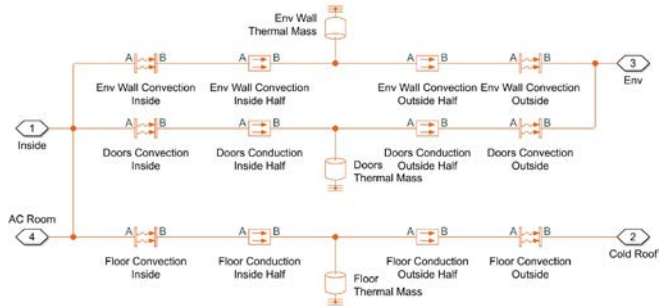 Env Wall
Thermal Mass
A B A B A B A B
3
Env
Env Wall Convection
Inside
Env Wall Convection
Inside Half
Env Wall Convection
Outside Half
Env Wall Convection
Outside
1
Inside
A B A B A B A B
Doors Convection
Inside
Doors Conduction
Inside Half
Doors
Thermal Mass
Doors Conduction
Outside Half
Doors Convection
Outside
AC Room
4
A B A B A B A B
2
Cold Roof
Floor Convection
Inside
Floor Conduction
Inside Half
Floor
Thermal Mass
Floor Conduction
Outside Half
Floor Convection
Outside